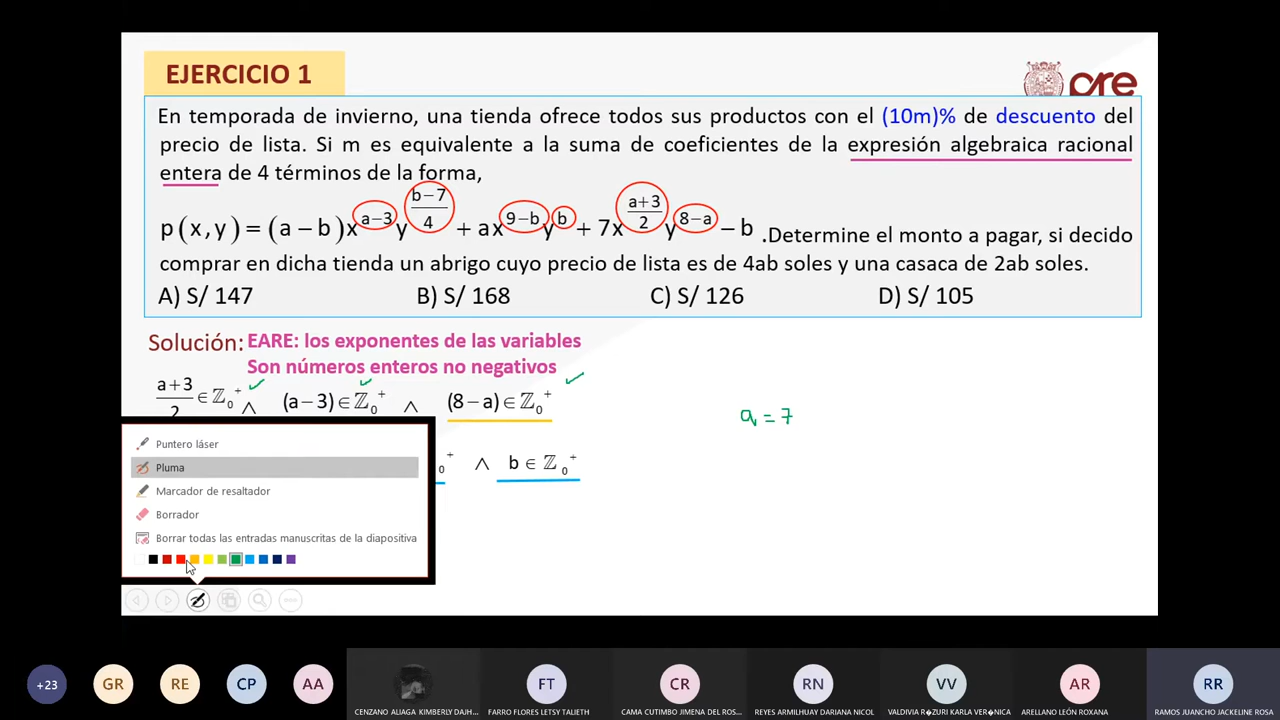 EJERCICIO 1
cre
En temporada de invierno, una tienda ofrece todos sus productos con el (10m)% de descuento del
precio de lista. Si m es equivalente a la suma de coeficientes de la expresión algebraica racional
entera de 4 términos de la forma,
p(x,y) = (a−b)x^(a−3) y^((b−7)/4) + ax^(9−b) y^b + 7x^((a+3)/2) y^(8−a) − b .Determine el monto a pagar, si decido
comprar en dicha tienda un abrigo cuyo precio de lista es de 4ab soles y una casaca de 2ab soles.
A) S/ 147 B) S/ 168 C) S/ 126 D) S/ 105
Solución: EARE: los exponentes de las variables
Son números enteros no negativos
(a+3)/2 ∈ ℤ₀⁺ ∧ (a−3) ∈ ℤ₀⁺ ∧ (8−a) ∈ ℤ₀⁺
a = 7
₀⁺ ∧ b ∈ ℤ₀⁺
Puntero láser
Pluma
Marcador de resaltador
Borrador
Borrar todas las entradas manuscritas de la diapositiva
+23 GR RE CP AA FT CR RN VV AR RR
CENZANO ALIAGA KIMBERLY DAJH... FARRO FLORES LETSY TALIETH CAMA CUTIMBO JIMENA DEL ROS... REYES ARMILHUAY DARIANA NICOL VALDIVIA R�ZURI KARLA VER�NICA ARELLANO LEÓN ROXANA RAMOS JUANCHO JACKELINE ROSA